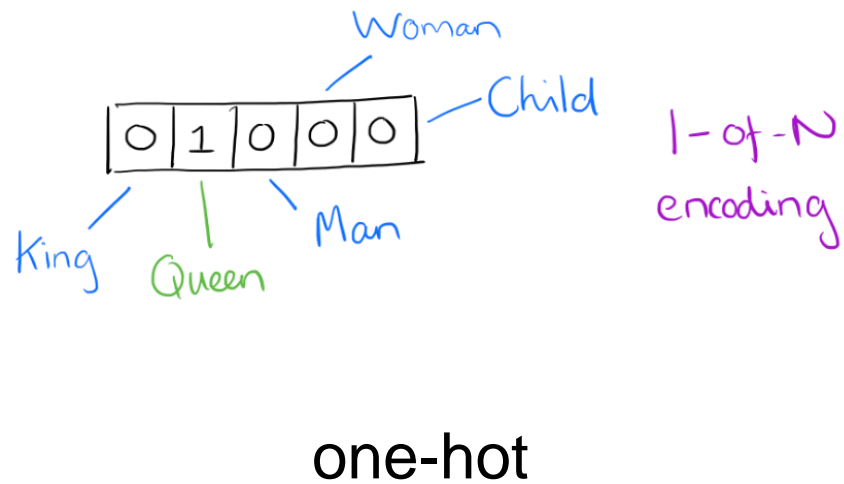 Woman
Child
0 1 0 0 0
1-of-N
encoding
King
Queen
Man
one-hot